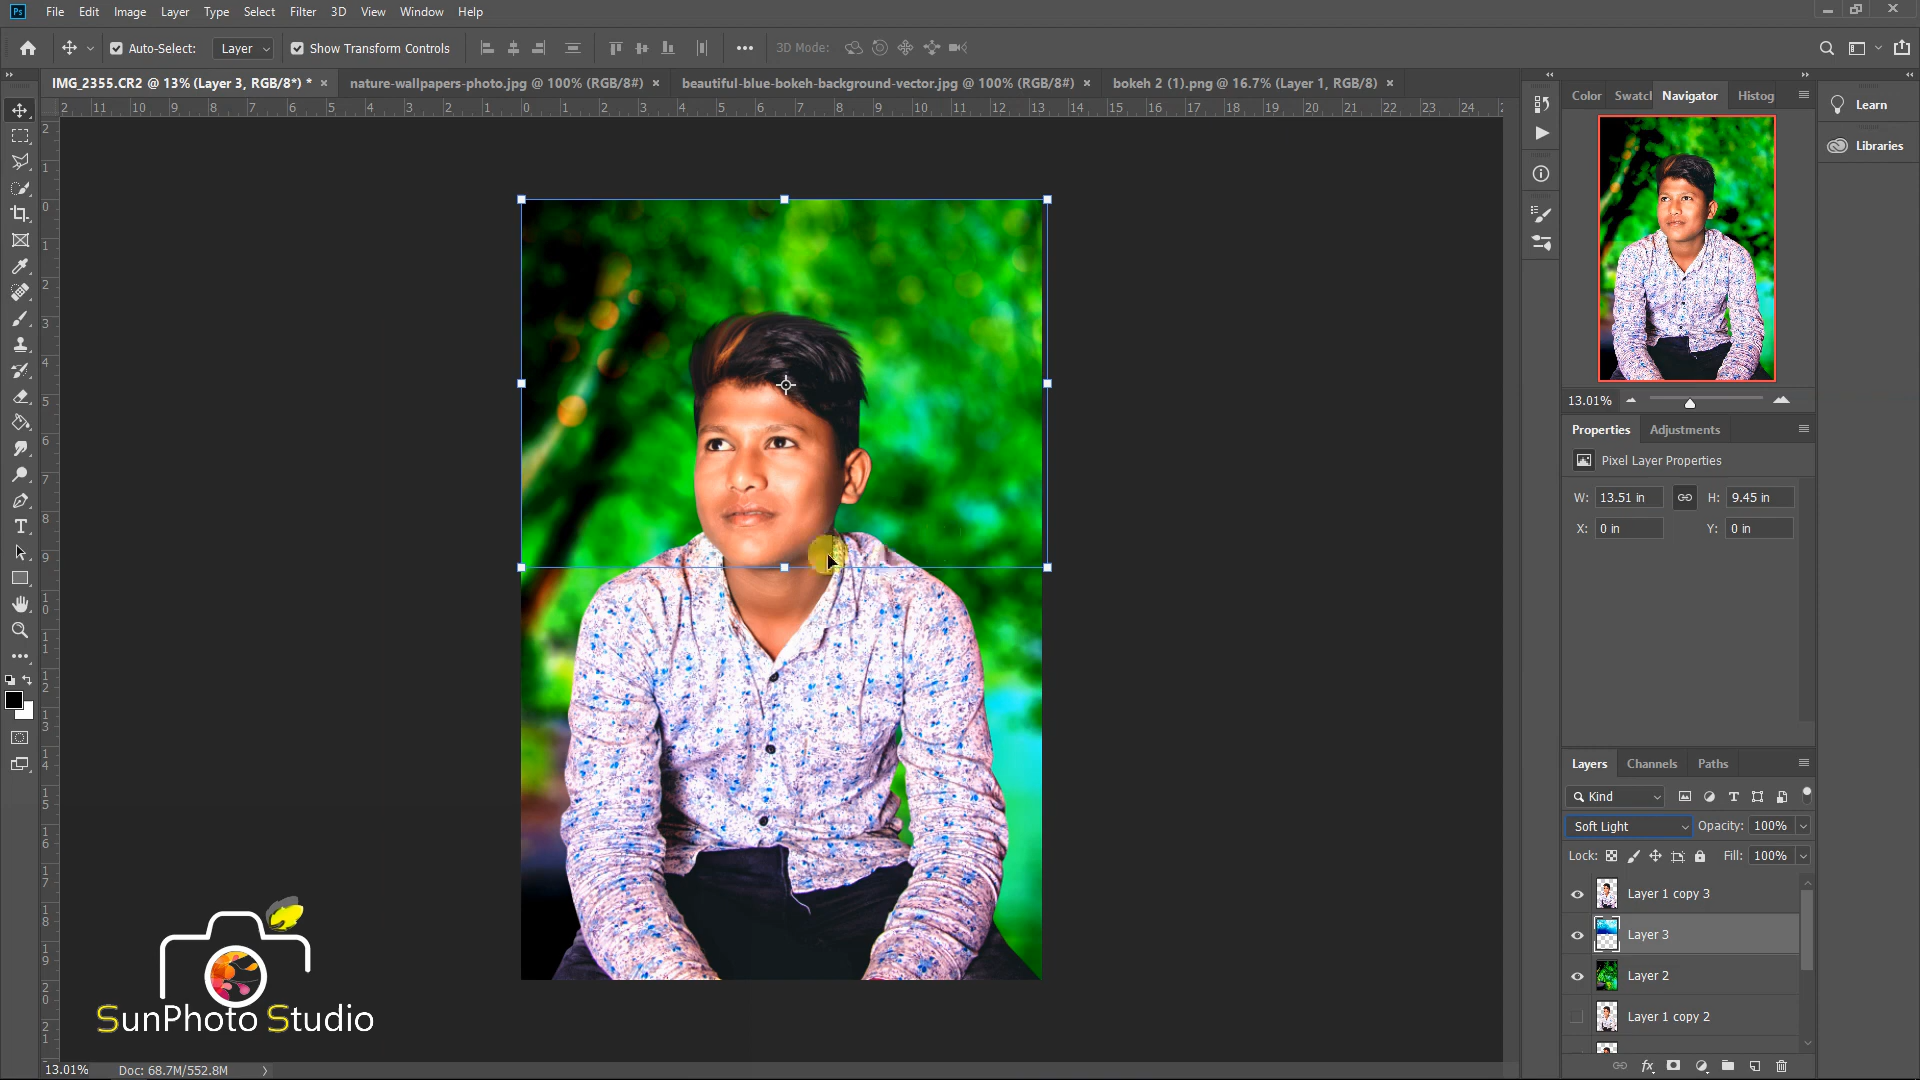 Ps File Edit Image Layer Type Select Filter 3D View Window Help
Auto-Select: Layer Show Transform Controls 3D Mode:
IMG_2355.CR2 @ 13% (Layer 3, RGB/8*) * × nature-wallpapers-photo.jpg @ 100% (RGB/8#) × beautiful-blue-bokeh-background-vector.jpg @ 100% (RGB/8#) × bokeh 2 (1).png @ 16.7% (Layer 1, RGB/8) ×
Color Swatcl Navigator Histog
Learn
Libraries
13.01%
Properties Adjustments
Pixel Layer Properties
W: 13.51 in H: 9.45 in
X: 0 in Y: 0 in
Layers Channels Paths
Kind
Soft Light Opacity: 100%
Lock: Fill: 100%
Layer 1 copy 3
Layer 3
Layer 2
Layer 1 copy 2
SunPhoto Studio
13.01% Doc: 68.7M/552.8M